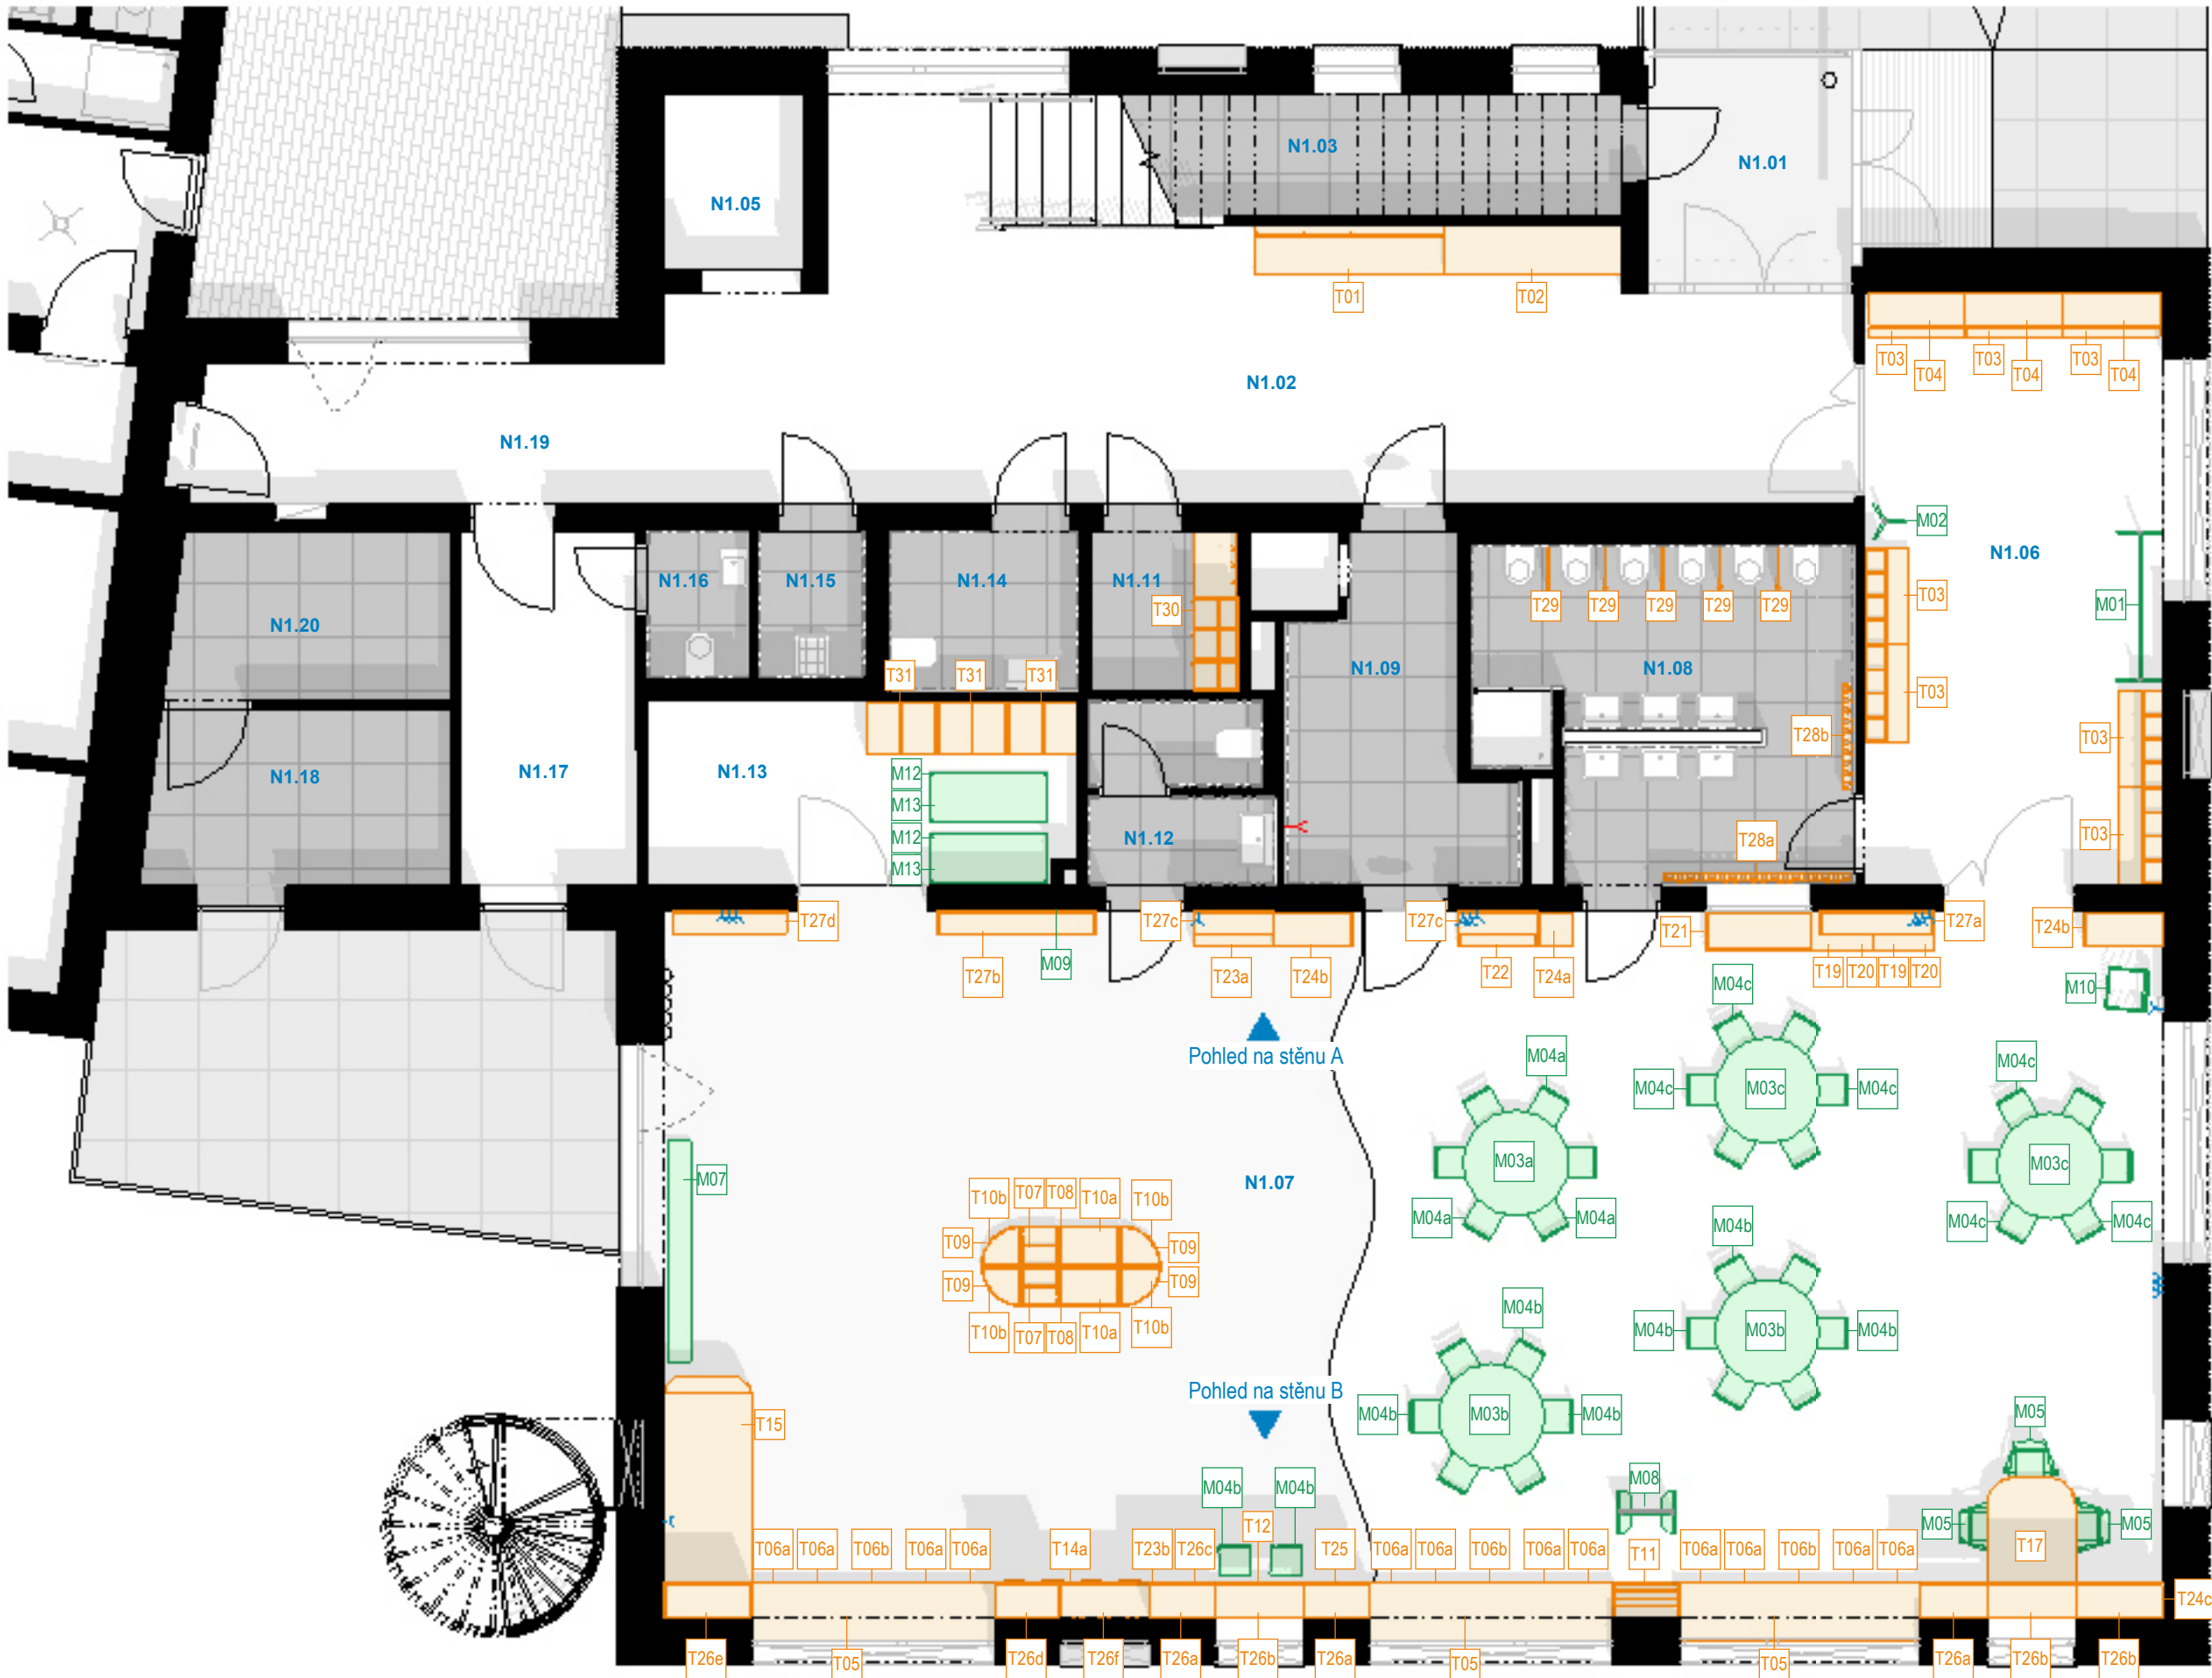 N1.03
N1.01
N1.05
T01
T02
N1.02
T03
T04
T03
T04
T03
T04
N1.19
M02
N1.06
N1.16
N1.15
N1.14
N1.11
T30
T29
T29
T29
T29
T29
T03
M01
N1.20
N1.09
N1.08
T31
T31
T31
T03
T28b
T03
N1.18
N1.17
N1.13
M12
M13
M12
M13
N1.12
T28a
T03
T27d
T27b
M09
T27c
T23a
T24b
T27c
T22
T24a
T21
T19
T20
T19
T20
T27a
T24b
M10
M04c
Pohled na stěnu A
M04a
M04c
M03c
M04c
M04c
M03a
M03c
M07
N1.07
T10b
T07
T08
T10a
T10b
M04a
M04a
M04b
M04c
M04c
T09
T09
T09
T09
T10b
T07
T08
T10a
T10b
M04b
M04b
M03b
M04b
Pohled na stěnu B
M04b
M03b
M04b
T15
M05
M04b
M04b
M08
T12
M05
M05
T06a
T06a
T06b
T06a
T06a
T14a
T23b
T26c
T25
T06a
T06a
T06b
T06a
T06a
T11
T06a
T06a
T06b
T06a
T06a
T17
T24c
T26e
T05
T26d
T26f
T26a
T26b
T26a
T05
T05
T26a
T26b
T26b